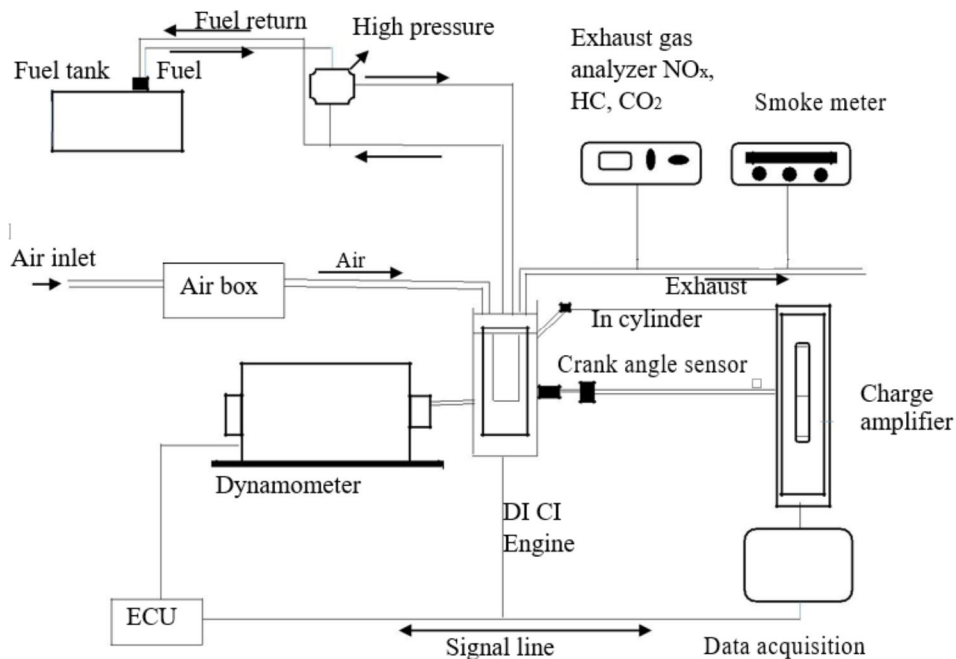 Fuel return
High pressure
Fuel tank
Fuel
Exhaust gas
analyzer NOx,
HC, CO2
Smoke meter
Air inlet
Air box
Air
Exhaust
In cylinder
Crank angle sensor
Charge
amplifier
Dynamometer
DI CI
Engine
ECU
Signal line
Data acquisition